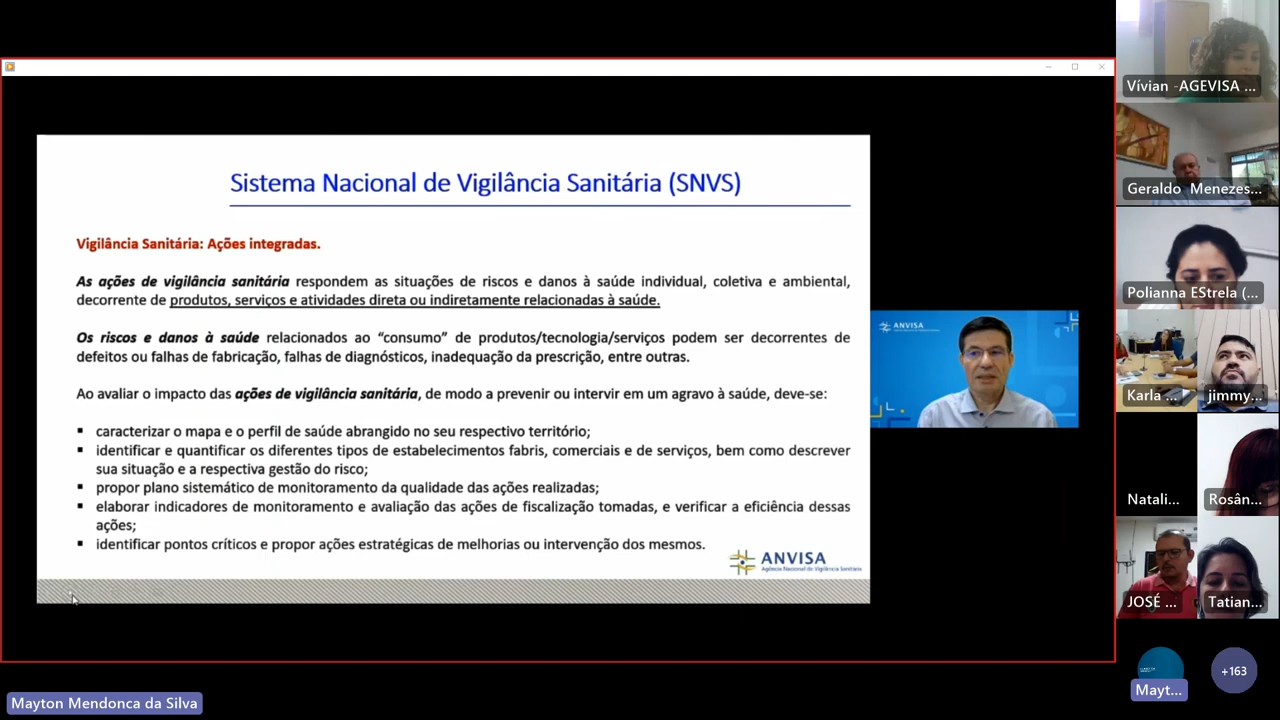 Sistema Nacional de Vigilância Sanitária (SNVS)
Vigilância Sanitária: Ações integradas.
As ações de vigilância sanitária respondem as situações de riscos e danos à saúde individual, coletiva e ambiental,
decorrente de produtos, serviços e atividades direta ou indiretamente relacionadas à saúde.
Os riscos e danos à saúde relacionados ao “consumo” de produtos/tecnologia/serviços podem ser decorrentes de
defeitos ou falhas de fabricação, falhas de diagnósticos, inadequação da prescrição, entre outras.
Ao avaliar o impacto das ações de vigilância sanitária, de modo a prevenir ou intervir em um agravo à saúde, deve-se:
▪ caracterizar o mapa e o perfil de saúde abrangido no seu respectivo território;
▪ identificar e quantificar os diferentes tipos de estabelecimentos fabris, comerciais e de serviços, bem como descrever
sua situação e a respectiva gestão do risco;
▪ propor plano sistemático de monitoramento da qualidade das ações realizadas;
▪ elaborar indicadores de monitoramento e avaliação das ações de fiscalização tomadas, e verificar a eficiência dessas
ações;
▪ identificar pontos críticos e propor ações estratégicas de melhorias ou intervenção dos mesmos.
ANVISA
Agência Nacional de Vigilância Sanitária
ANVISA
Vívian -AGEVISA ...
Geraldo Menezes...
Polianna EStrela (...
Karla ...
jimmy...
Natali...
Rosân...
JOSÉ ...
Tatian...
Mayt...
+163
Mayton Mendonca da Silva